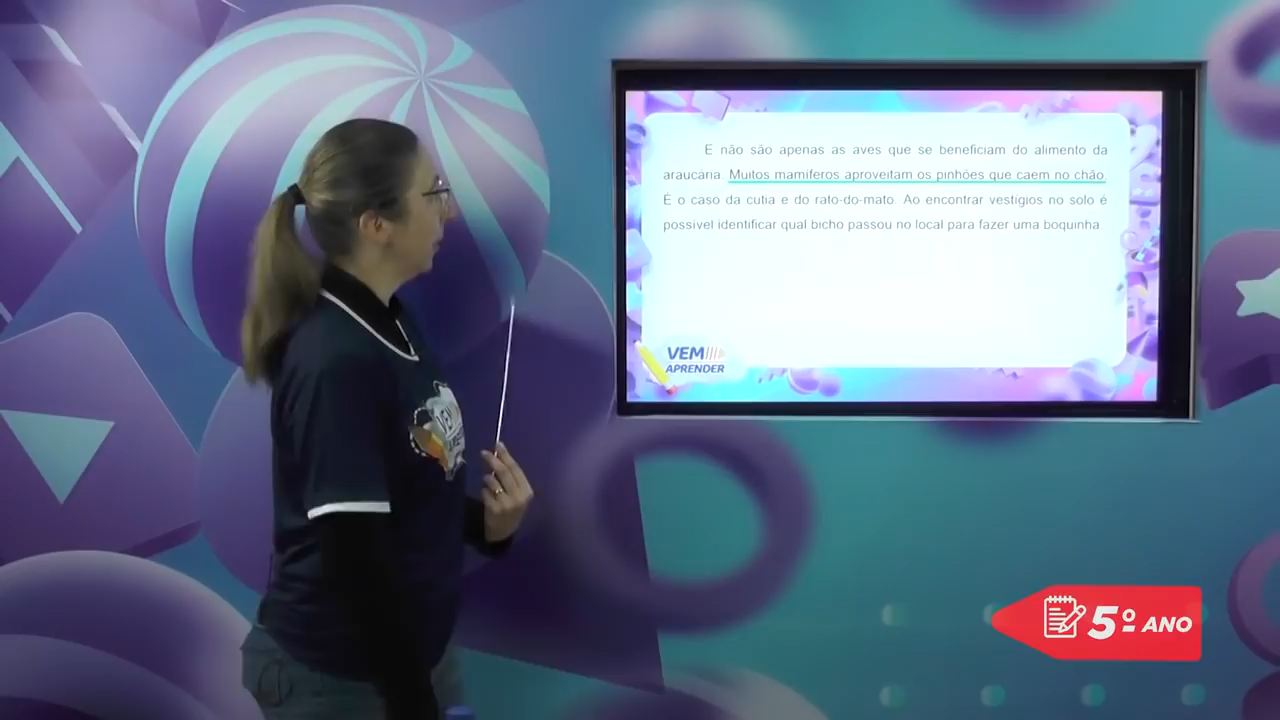 E não são apenas as aves que se beneficiam do alimento da
araucária. Muitos mamíferos aproveitam os pinhões que caem no chão.
É o caso da cutia e do rato-do-mato. Ao encontrar vestígios no solo é
possível identificar qual bicho passou no local para fazer uma boquinha.
VEM
APRENDER
5º ANO